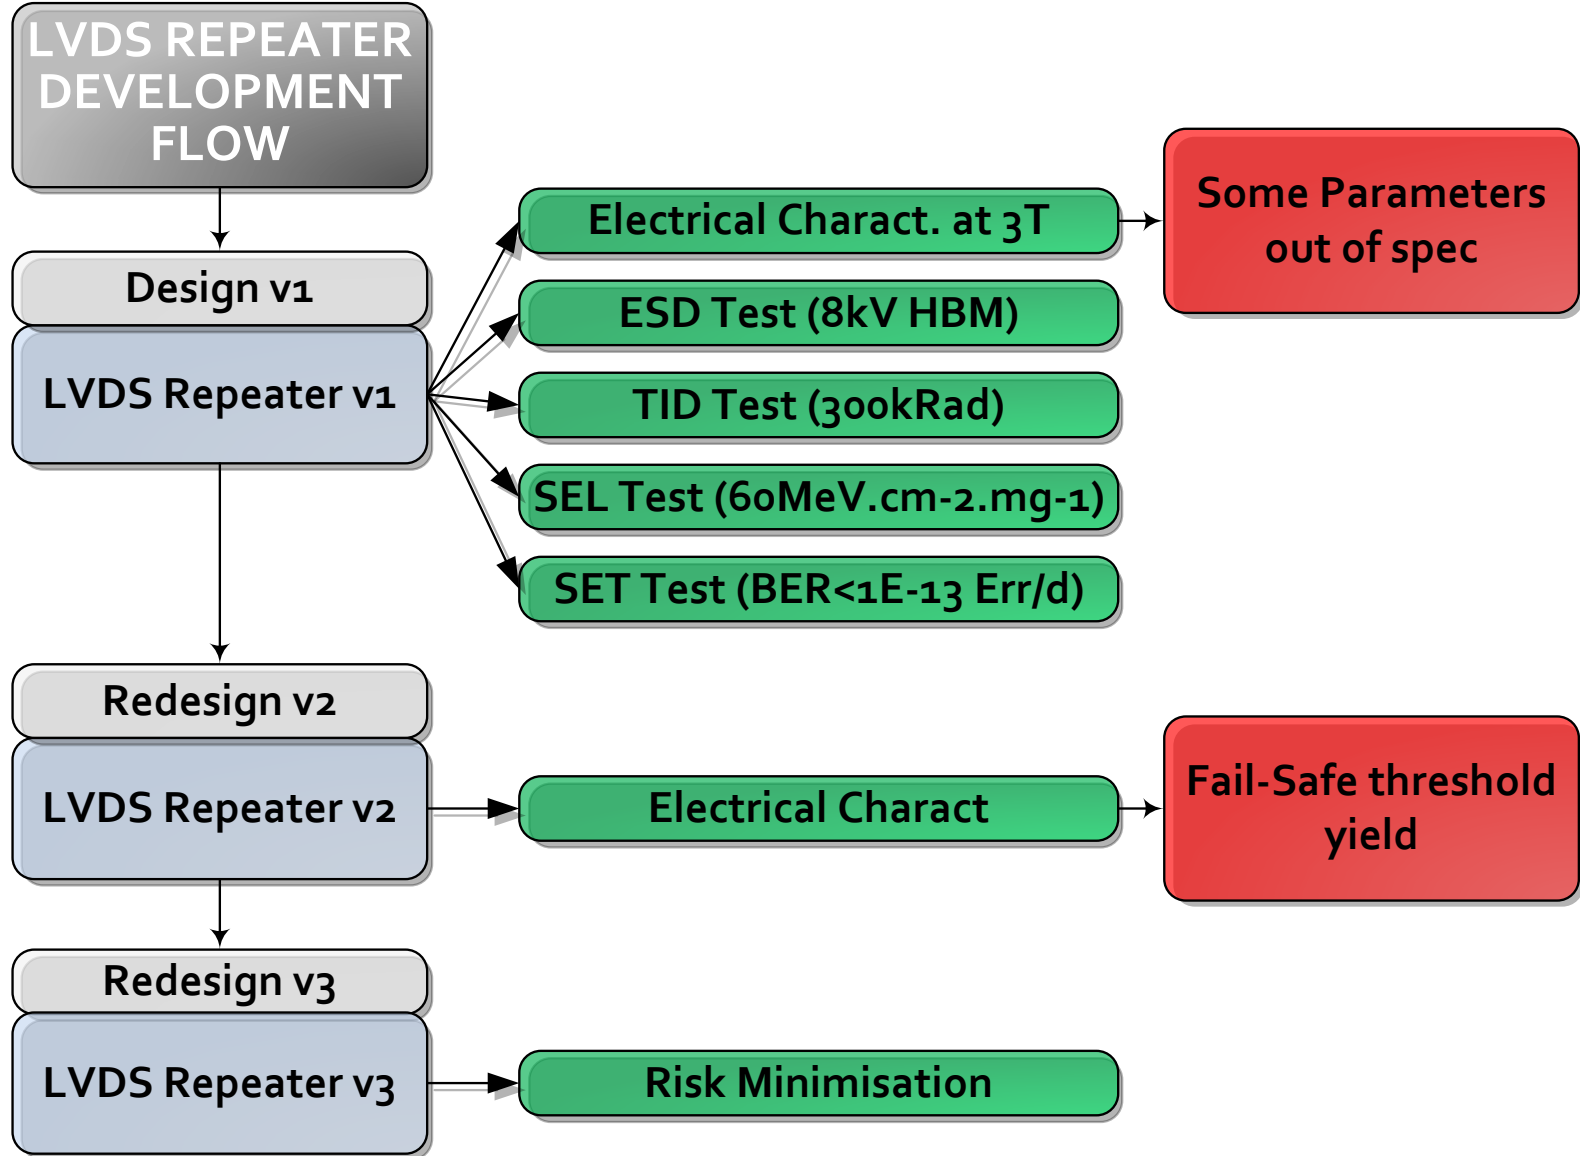 LVDS REPEATER
DEVELOPMENT
FLOW
Design v1
LVDS Repeater v1
Electrical Charact. at 3T
ESD Test (8kV HBM)
TID Test (300kRad)
SEL Test (60MeV.cm-2.mg-1)
SET Test (BER<1E-13 Err/d)
Some Parameters
out of spec
Redesign v2
LVDS Repeater v2
Electrical Charact
Fail-Safe threshold
yield
Redesign v3
LVDS Repeater v3
Risk Minimisation